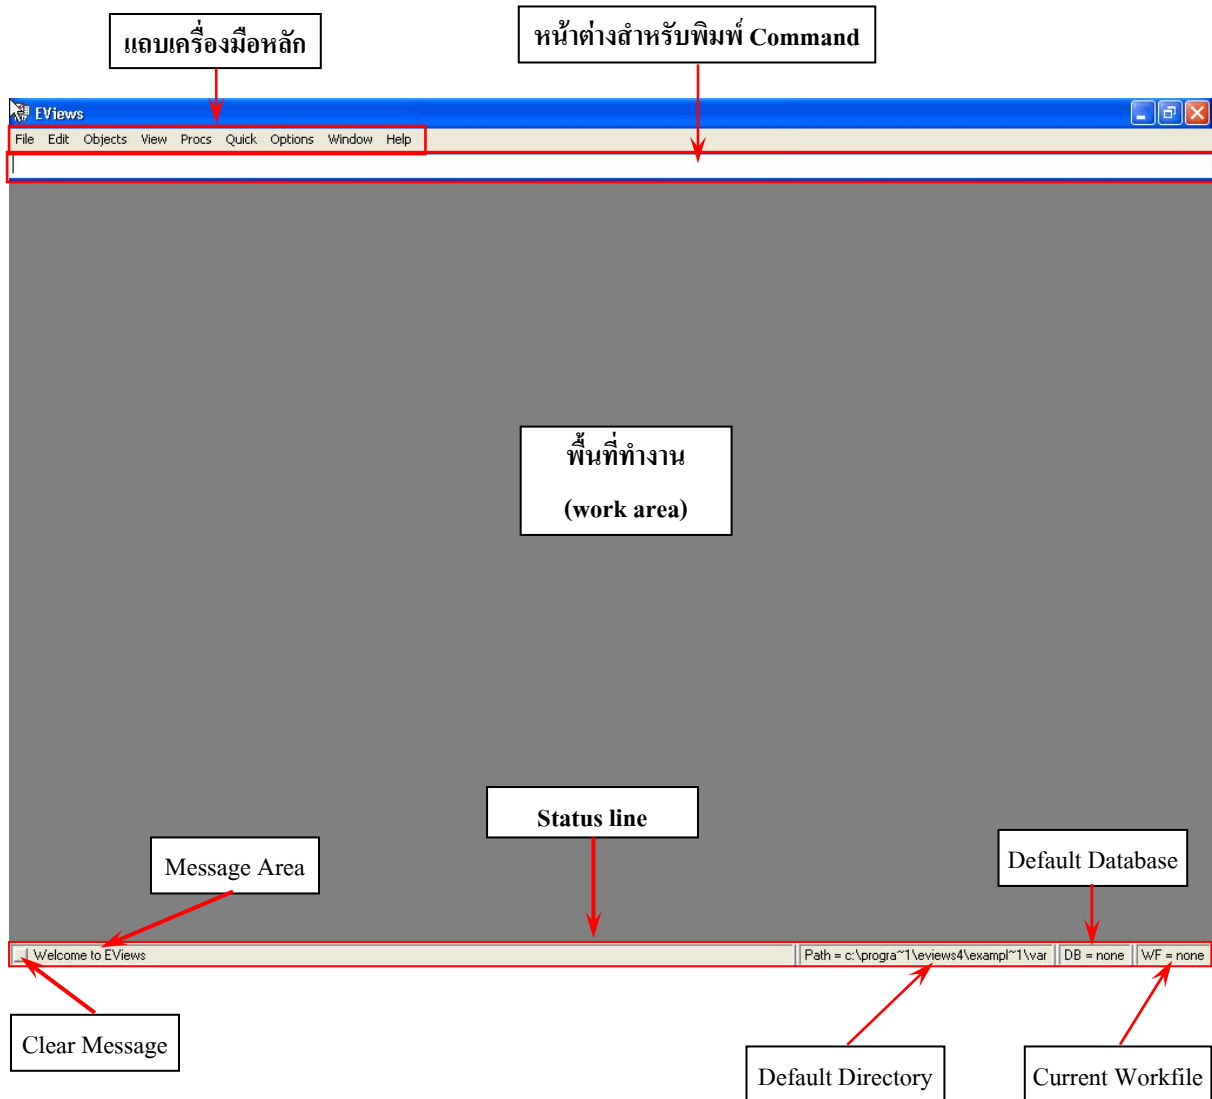 แถบเครื่องมือหลัก
หน้าต่างสำหรับพิมพ์ Command
EViews
File Edit Objects View Procs Quick Options Window Help
พื้นที่ทำงาน
(work area)
Status line
Message Area
Default Database
Welcome to EViews
Path = c:\progra~1\eviews4\exampl~1\var
DB = none
WF = none
Clear Message
Default Directory
Current Workfile